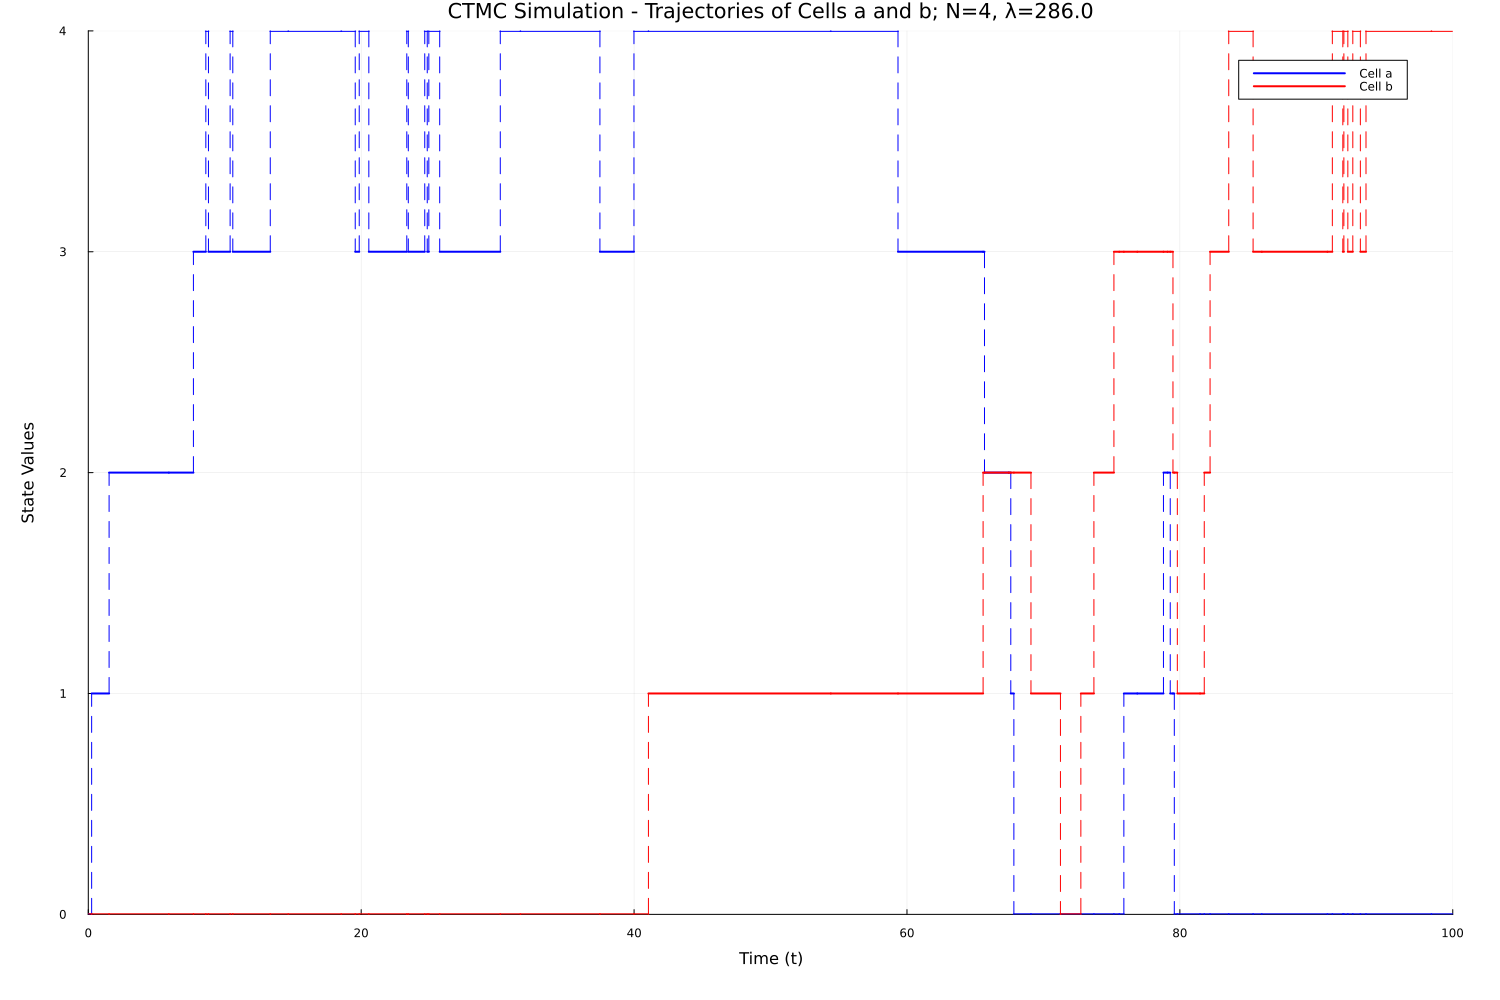 CTMC Simulation - Trajectories of Cells a and b; N=4, λ=286.0
4
Cell a
Cell b
3
State Values
2
1
0
0 20 40 60 80 100
Time (t)